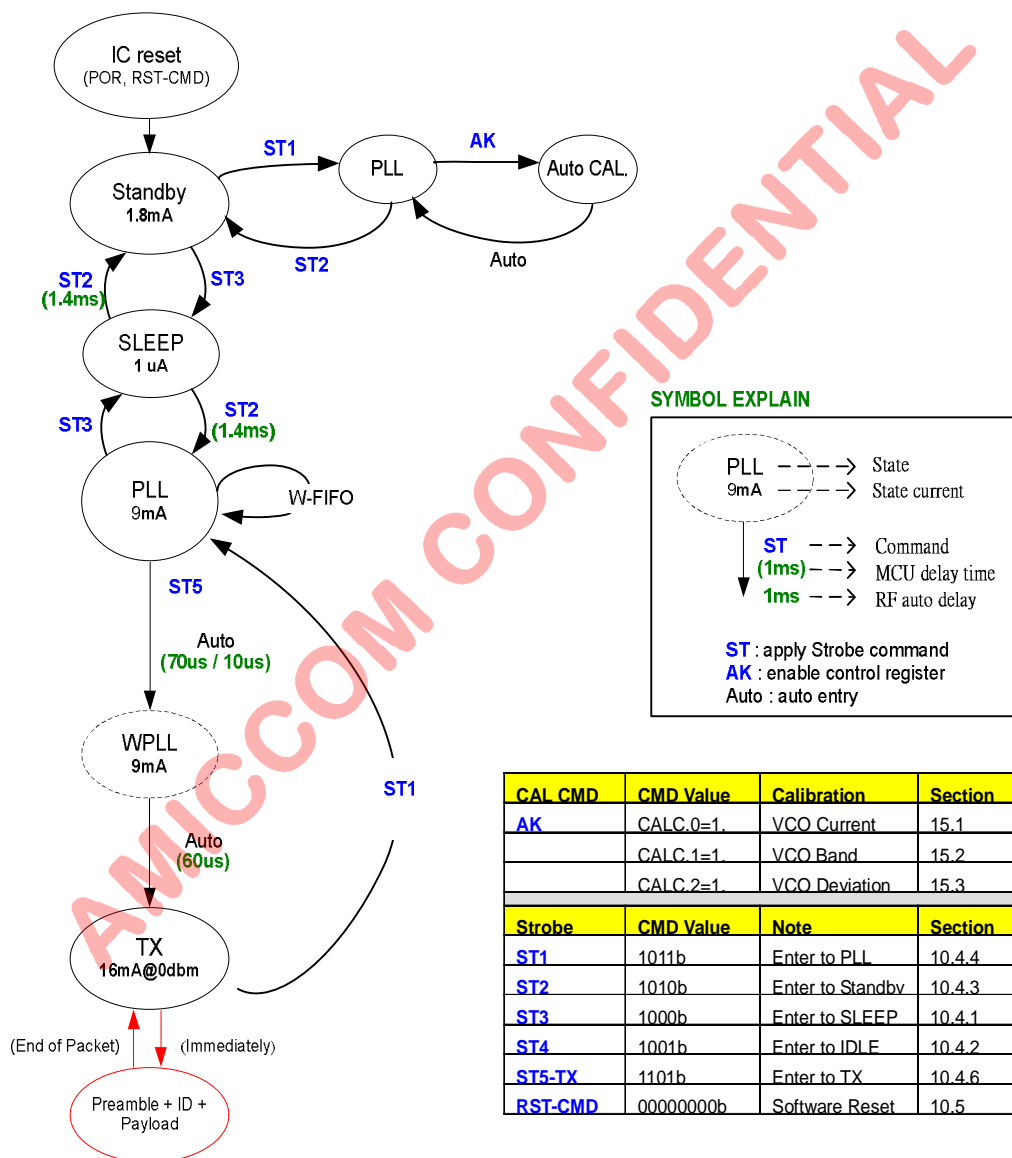 IC reset
(POR, RST-CMD)
ST1
AK
PLL
Auto CAL.
Standby
1.8mA
ST2
Auto
ST2
(1.4ms)
ST3
SLEEP
1 uA
ST3
ST2
(1.4ms)
PLL
9mA
W-FIFO
ST5
Auto
(70us / 10us)
WPLL
9mA
ST1
Auto
(60us)
TX
16mA@0dbm
(End of Packet)
(Immediately)
Preamble + ID +
Payload
SYMBOL EXPLAIN
PLL State
9mA State current
ST Command
(1ms) MCU delay time
1ms RF auto delay
ST : apply Strobe command
AK : enable control register
Auto : auto entry
CAL CMD CMD Value Calibration Section
AK CALC.0=1, VCO Current 15.1
CALC.1=1, VCO Band 15.2
CALC.2=1, VCO Deviation 15.3
Strobe CMD Value Note Section
ST1 1011b Enter to PLL 10.4.4
ST2 1010b Enter to Standby 10.4.3
ST3 1000b Enter to SLEEP 10.4.1
ST4 1001b Enter to IDLE 10.4.2
ST5-TX 1101b Enter to TX 10.4.6
RST-CMD 00000000b Software Reset 10.5
AMICCOM CONFIDENTIAL